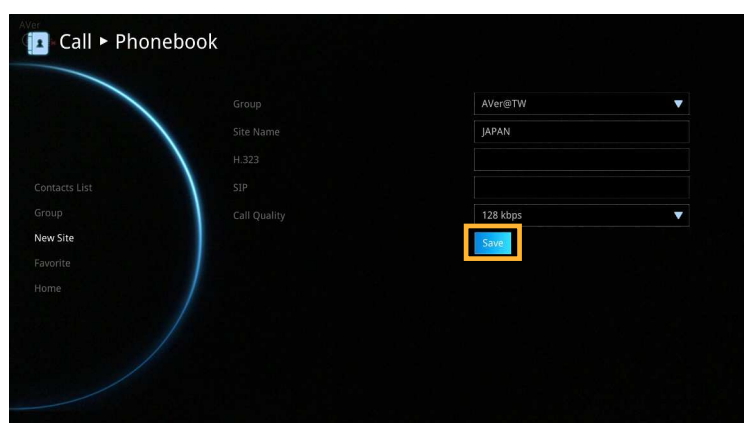 AVer
Call ► Phonebook
Group
AVer@TW ▼
Site Name
JAPAN
H.323
SIP
Call Quality
128 kbps ▼
Save
Contacts List
Group
New Site
Favorite
Home